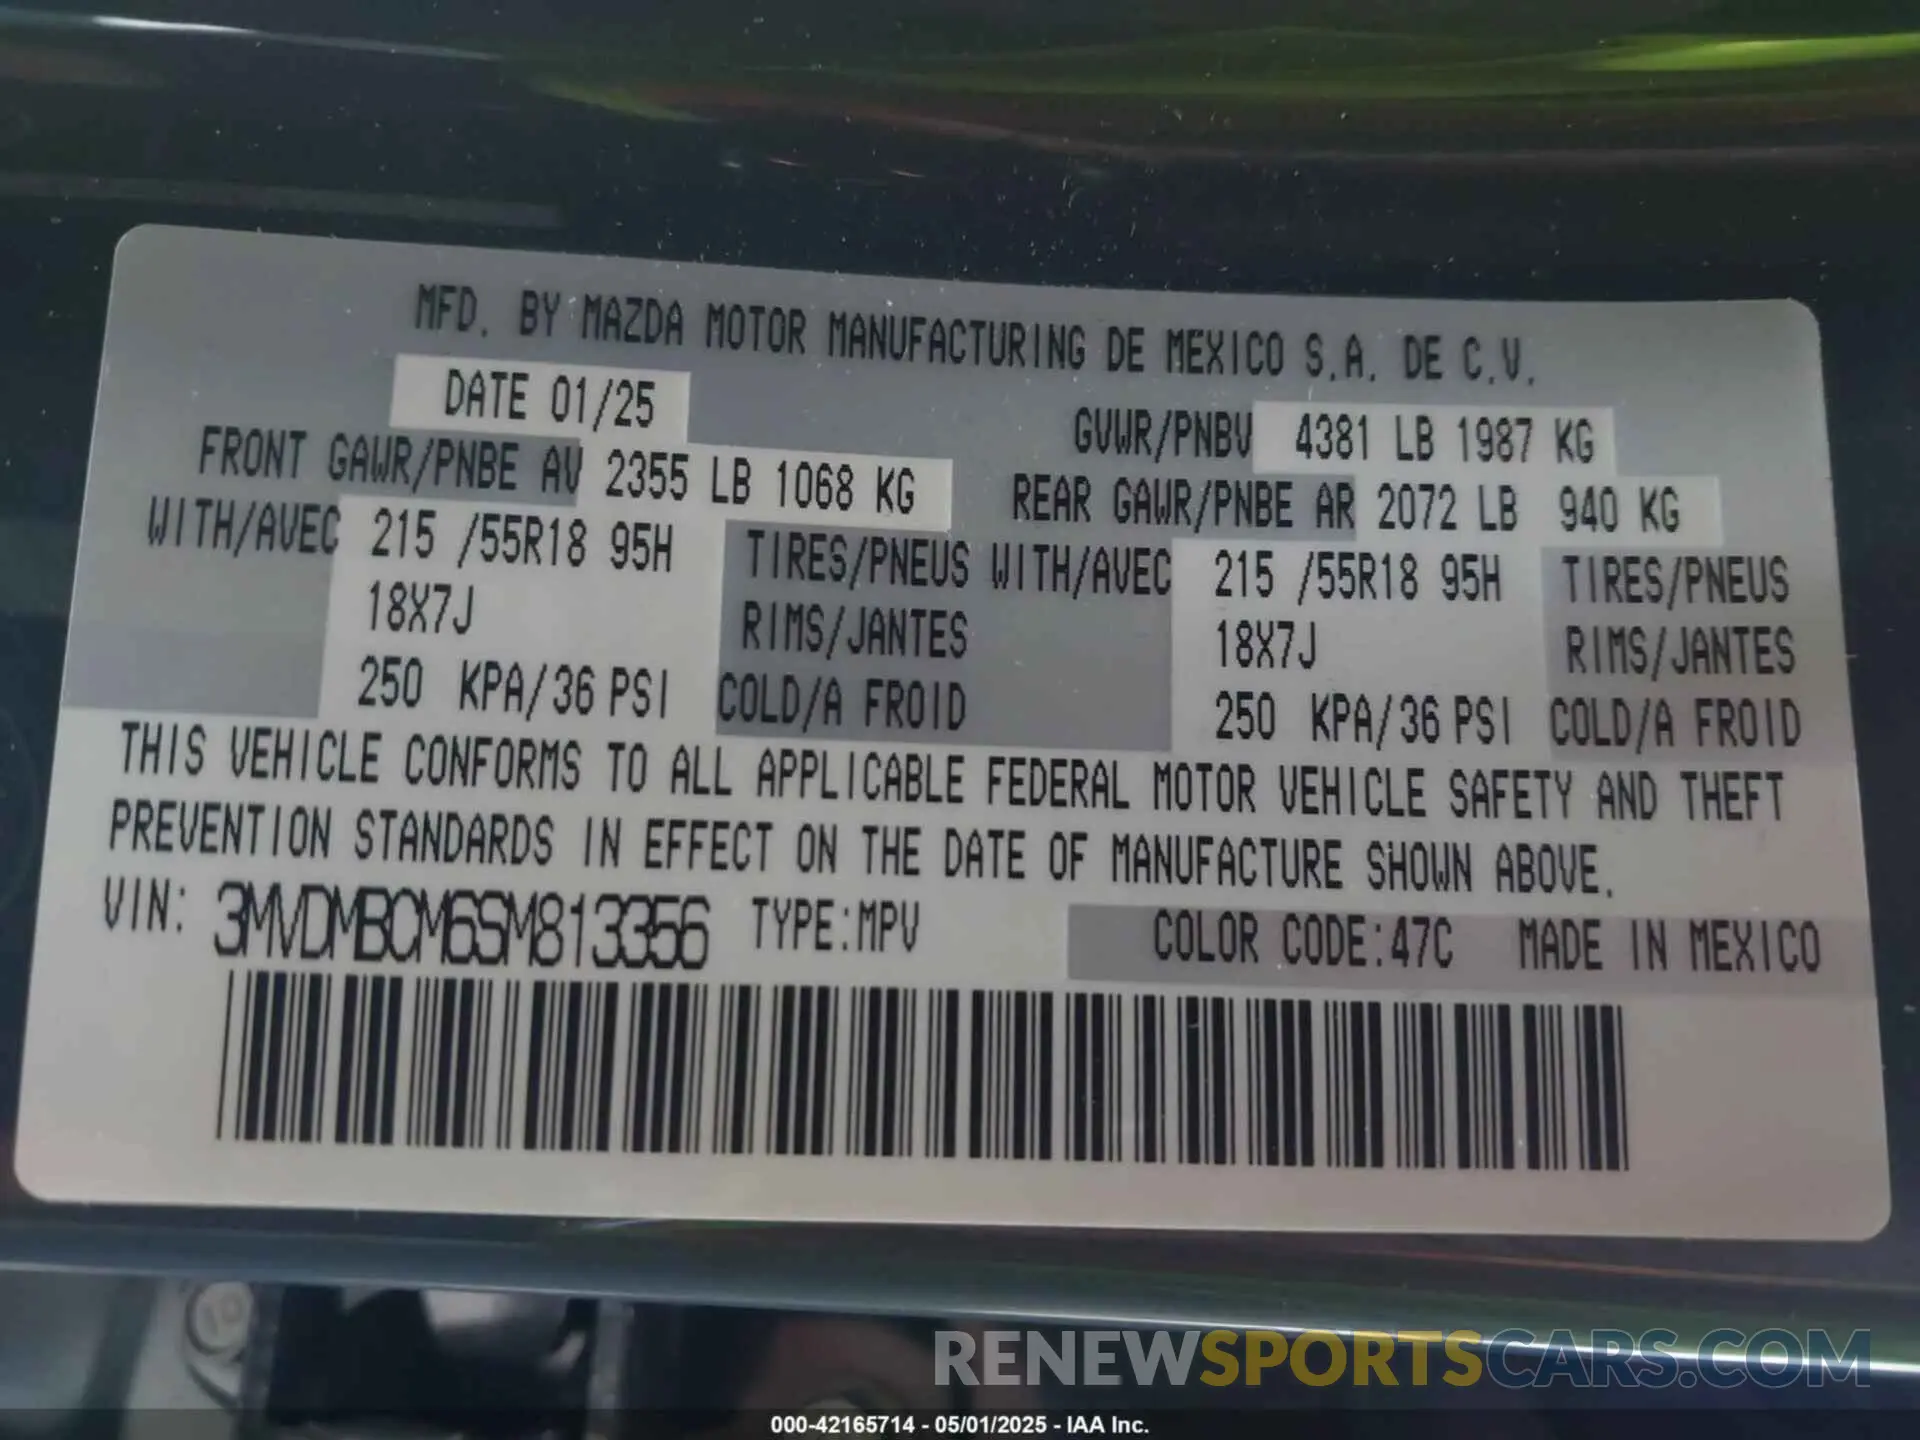 MFD. BY MAZDA MOTOR MANUFACTURING DE MEXICO S.A. DE C.V.
DATE 01/25 GVWR/PNBV 4381 LB 1987 KG
FRONT GAWR/PNBE AV 2355 LB 1068 KG REAR GAWR/PNBE AR 2072 LB 940 KG
WITH/AVEC 215 /55R18 95H TIRES/PNEUS WITH/AVEC 215 /55R18 95H TIRES/PNEUS
18X7J RIMS/JANTES 18X7J RIMS/JANTES
250 KPA/36 PSI COLD/A FROID 250 KPA/36 PSI COLD/A FROID
THIS VEHICLE CONFORMS TO ALL APPLICABLE FEDERAL MOTOR VEHICLE SAFETY AND THEFT
PREVENTION STANDARDS IN EFFECT ON THE DATE OF MANUFACTURE SHOWN ABOVE.
VIN: 3MVDMBCM6SM813356 TYPE:MPV COLOR CODE:47C MADE IN MEXICO
10
RENEWSPORTSCARS.COM
000-42165714 - 05/01/2025 - IAA Inc.